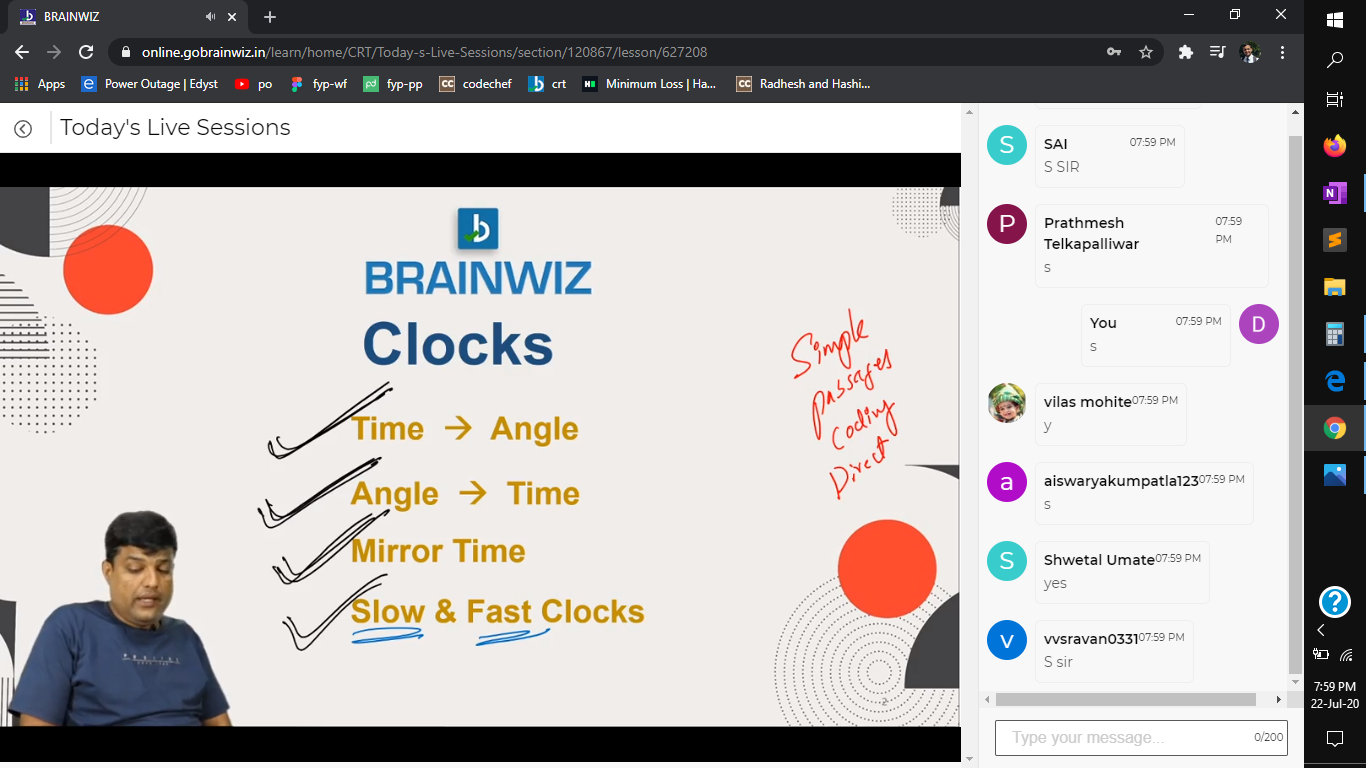 BRAINWIZ
online.gobrainwiz.in/learn/home/CRT/Today-s-Live-Sessions/section/120867/lesson/627208
Apps
Power Outage | Edyst
po
fyp-wf
fyp-pp
codechef
crt
Minimum Loss | Ha...
Radhesh and Hashi...
Today's Live Sessions
BRAINWIZ
Clocks
Time → Angle
Angle → Time
Mirror Time
Slow & Fast Clocks
Simple
passages
Coding
Direct
2
S
SAI 07:59 PM
S SIR
P
Prathmesh 07:59
Telkapalliwar PM
s
You 07:59 PM D
s
vilas mohite 07:59 PM
y
a
aiswaryakumpatla123 07:59 PM
s
S
Shwetal Umate 07:59 PM
yes
v
vvsravan0331 07:59 PM
S sir
Type your message... 0/200
7:59 PM
22-Jul-20